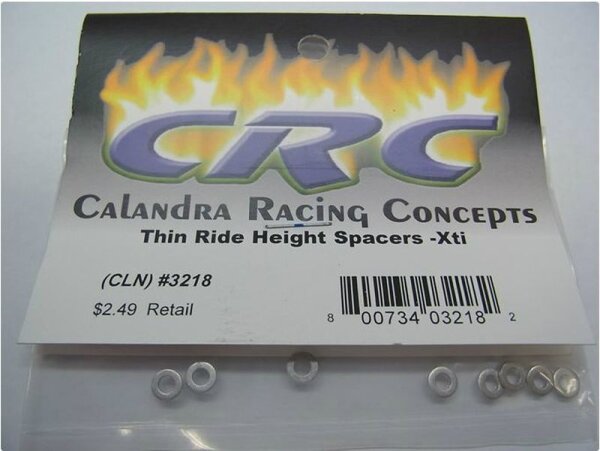 CRC
Calandra Racing Concepts
Thin Ride Height Spacers -Xti
(CLN) #3218
$2.49 Retail
8 00734 03218 2